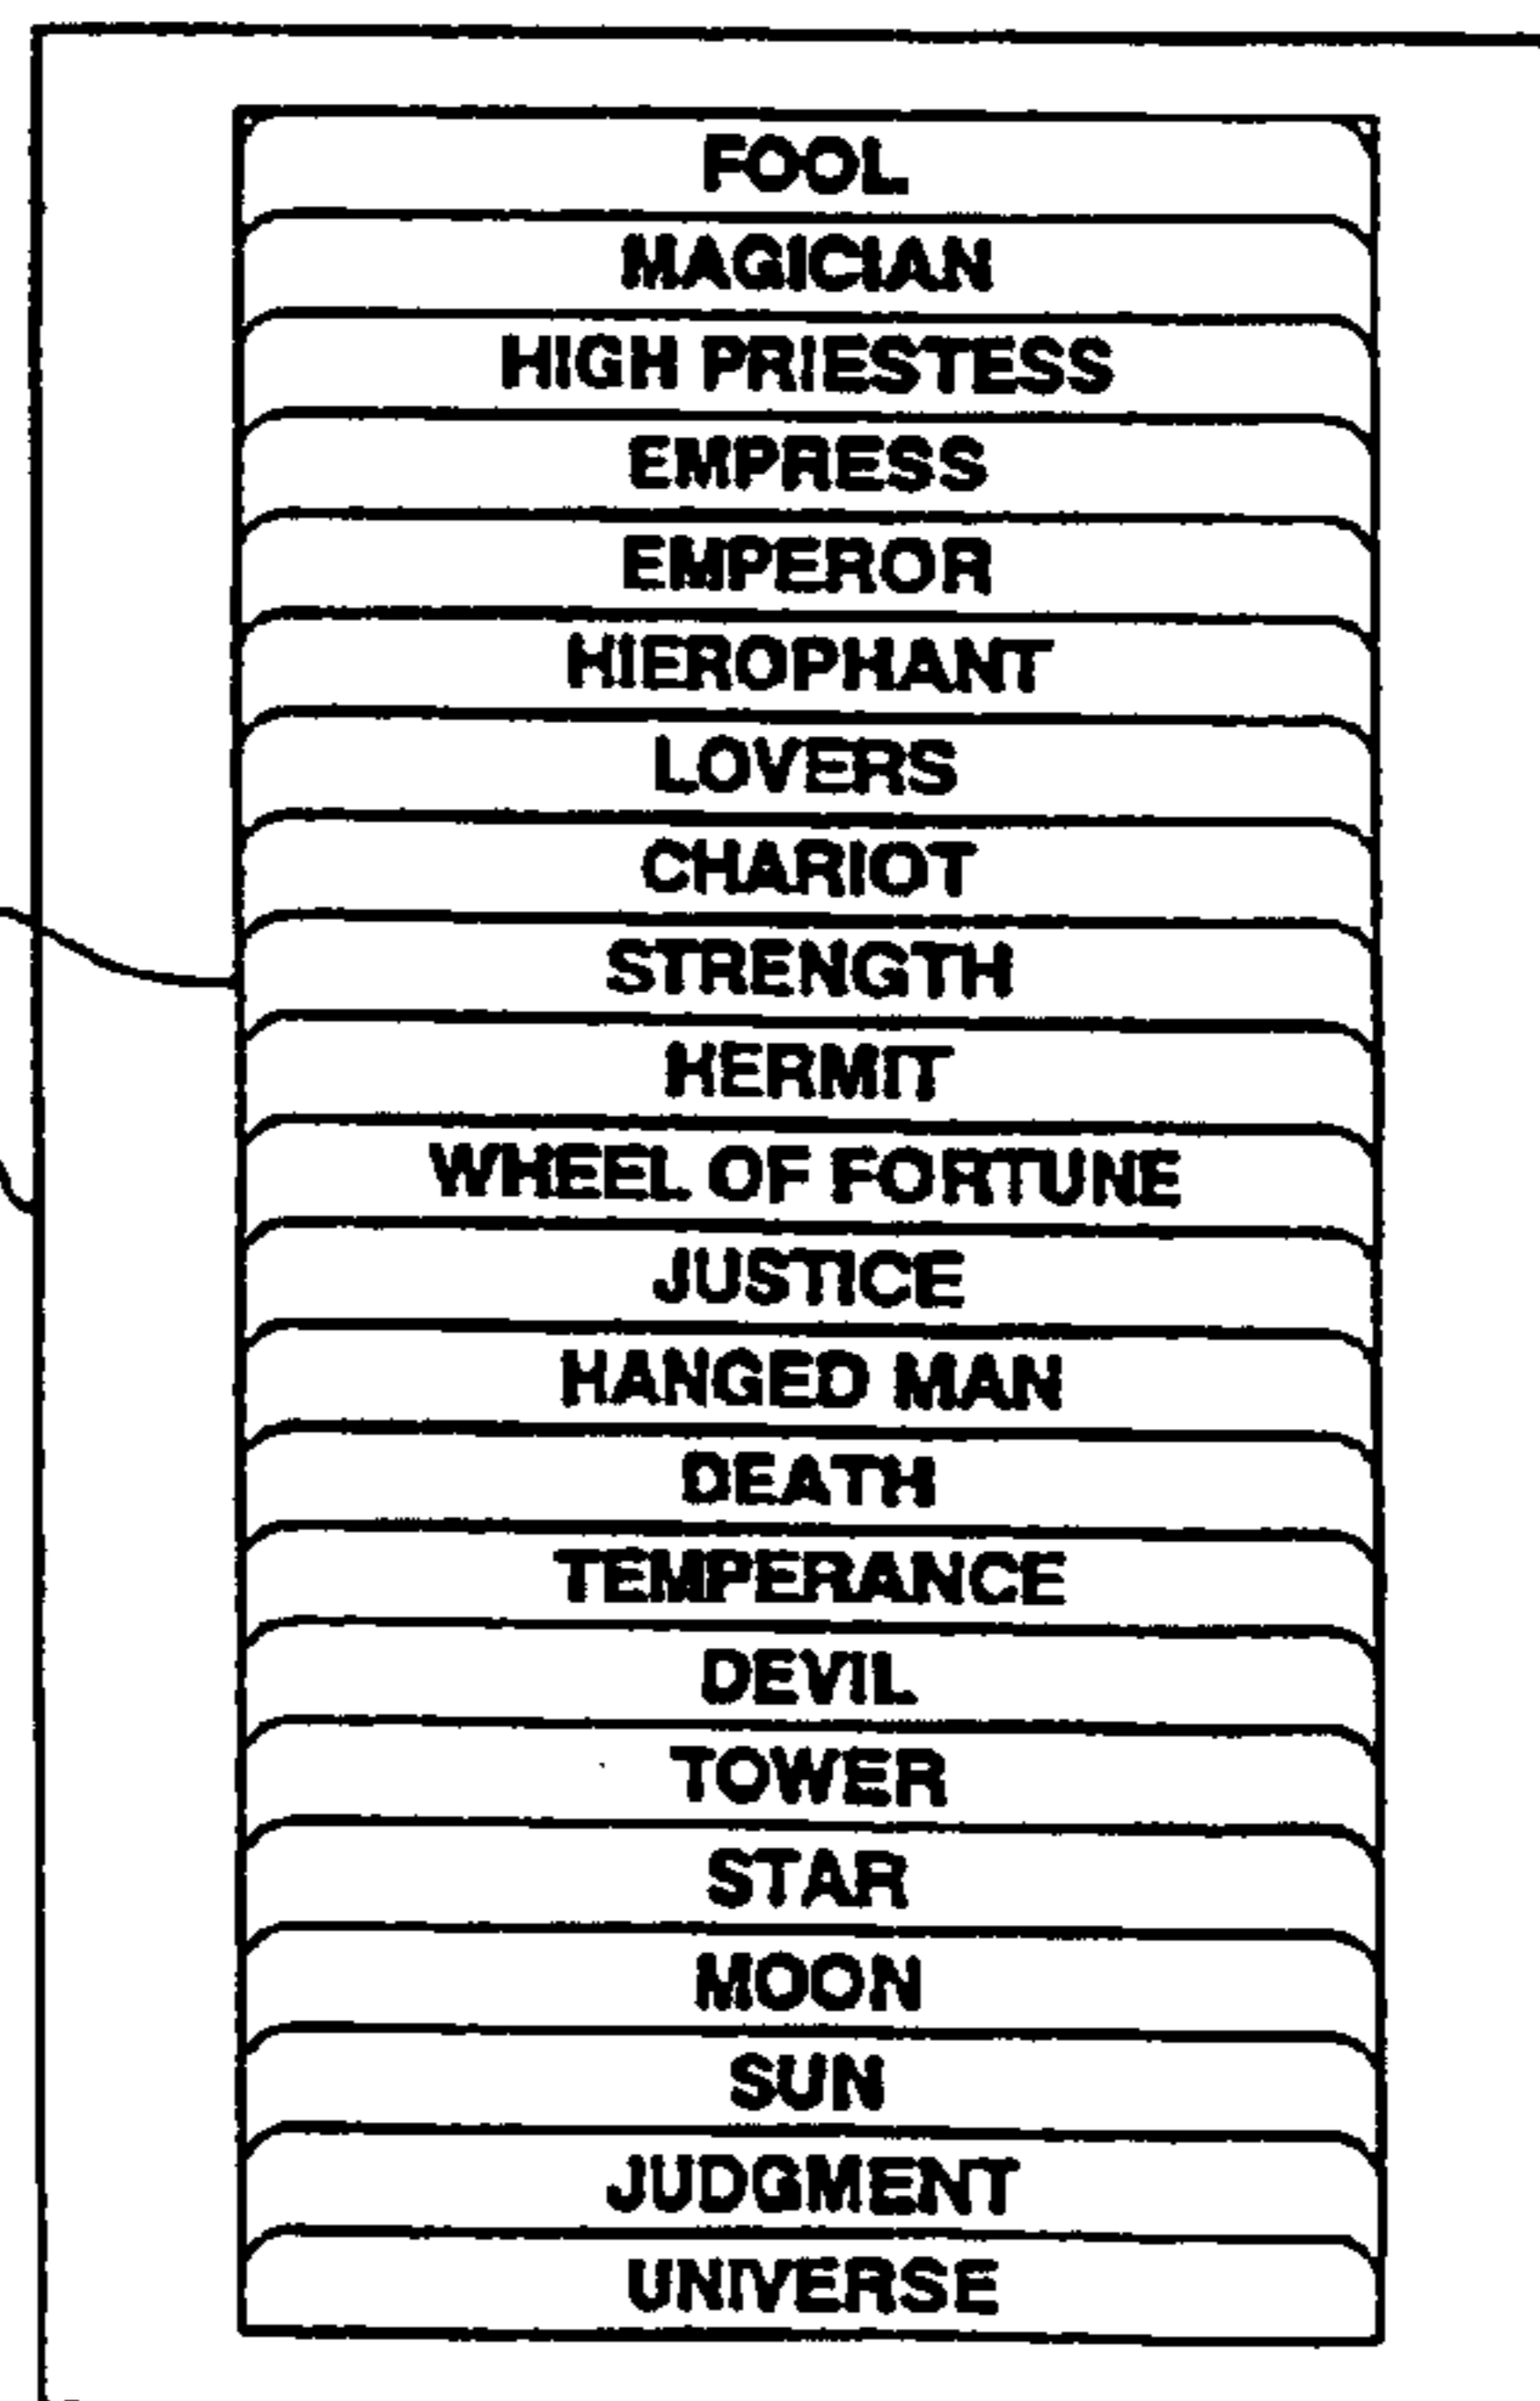 FOOL
MAGICIAN
HIGH PRIESTESS
EMPRESS
EMPEROR
HIEROPHANT
LOVERS
CHARIOT
STRENGTH
HERMIT
WHEEL OF FORTUNE
JUSTICE
HANGED MAN
DEATH
TEMPERANCE
DEVIL
TOWER
STAR
MOON
SUN
JUDGMENT
UNIVERSE